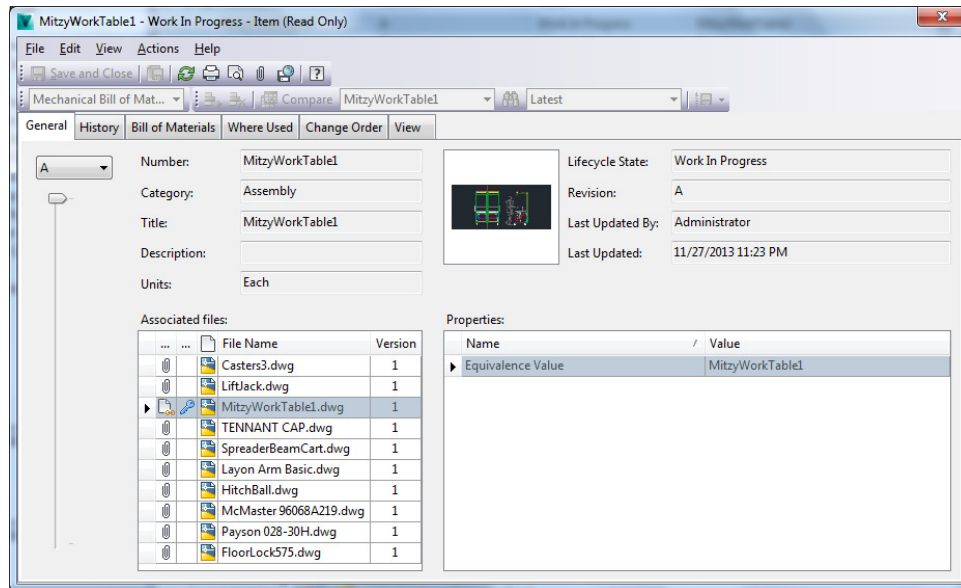 MitzyWorkTable1 - Work In Progress - Item (Read Only)
File Edit View Actions Help
Save and Close
Mechanical Bill of Mat... Compare MitzyWorkTable1 Latest
General History Bill of Materials Where Used Change Order View
A
Number: MitzyWorkTable1
Category: Assembly
Title: MitzyWorkTable1
Description:
Units: Each
Lifecycle State: Work In Progress
Revision: A
Last Updated By: Administrator
Last Updated: 11/27/2013 11:23 PM
Associated files:
... ... File Name Version
Casters3.dwg 1
LiftJack.dwg 1
MitzyWorkTable1.dwg 1
TENNANT CAP.dwg 1
SpreaderBeamCart.dwg 1
Layon Arm Basic.dwg 1
HitchBall.dwg 1
McMaster 96068A219.dwg 1
Payson 028-30H.dwg 1
FloorLock575.dwg 1
Properties:
Name / Value
Equivalence Value MitzyWorkTable1